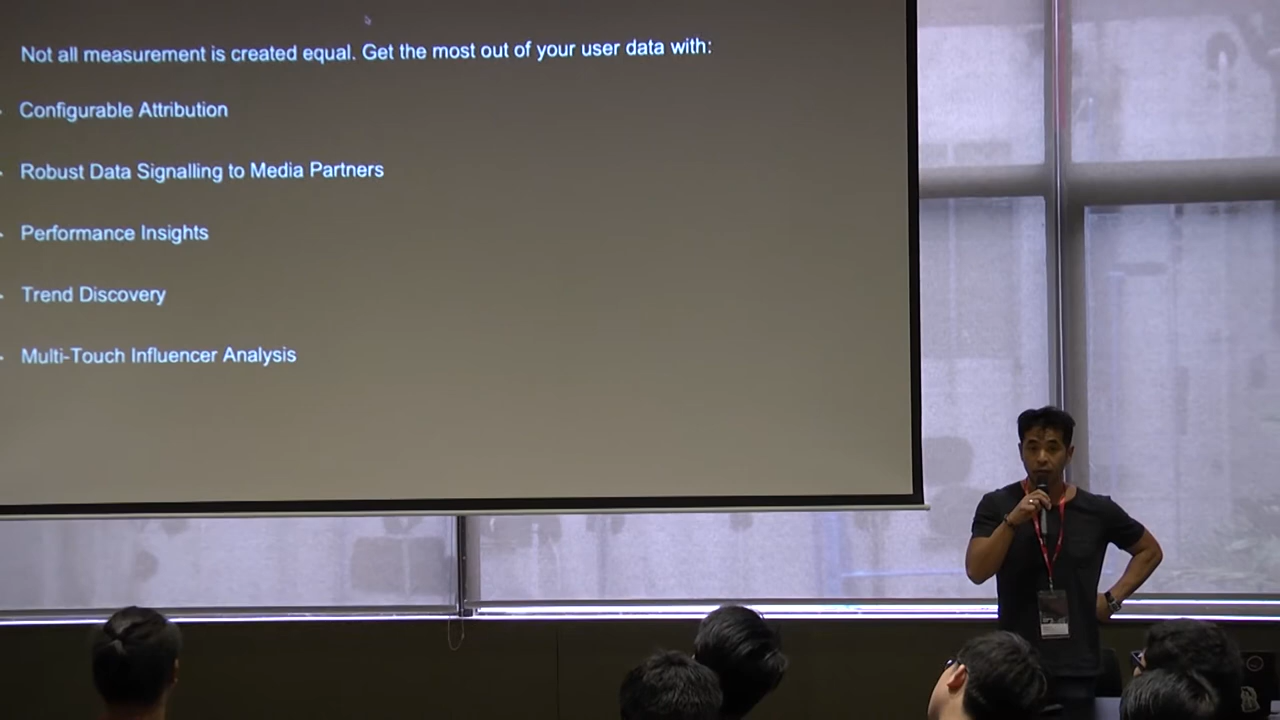 Not all measurement is created equal. Get the most out of your user data with:
Configurable Attribution
Robust Data Signalling to Media Partners
Performance Insights
Trend Discovery
Multi-Touch Influencer Analysis